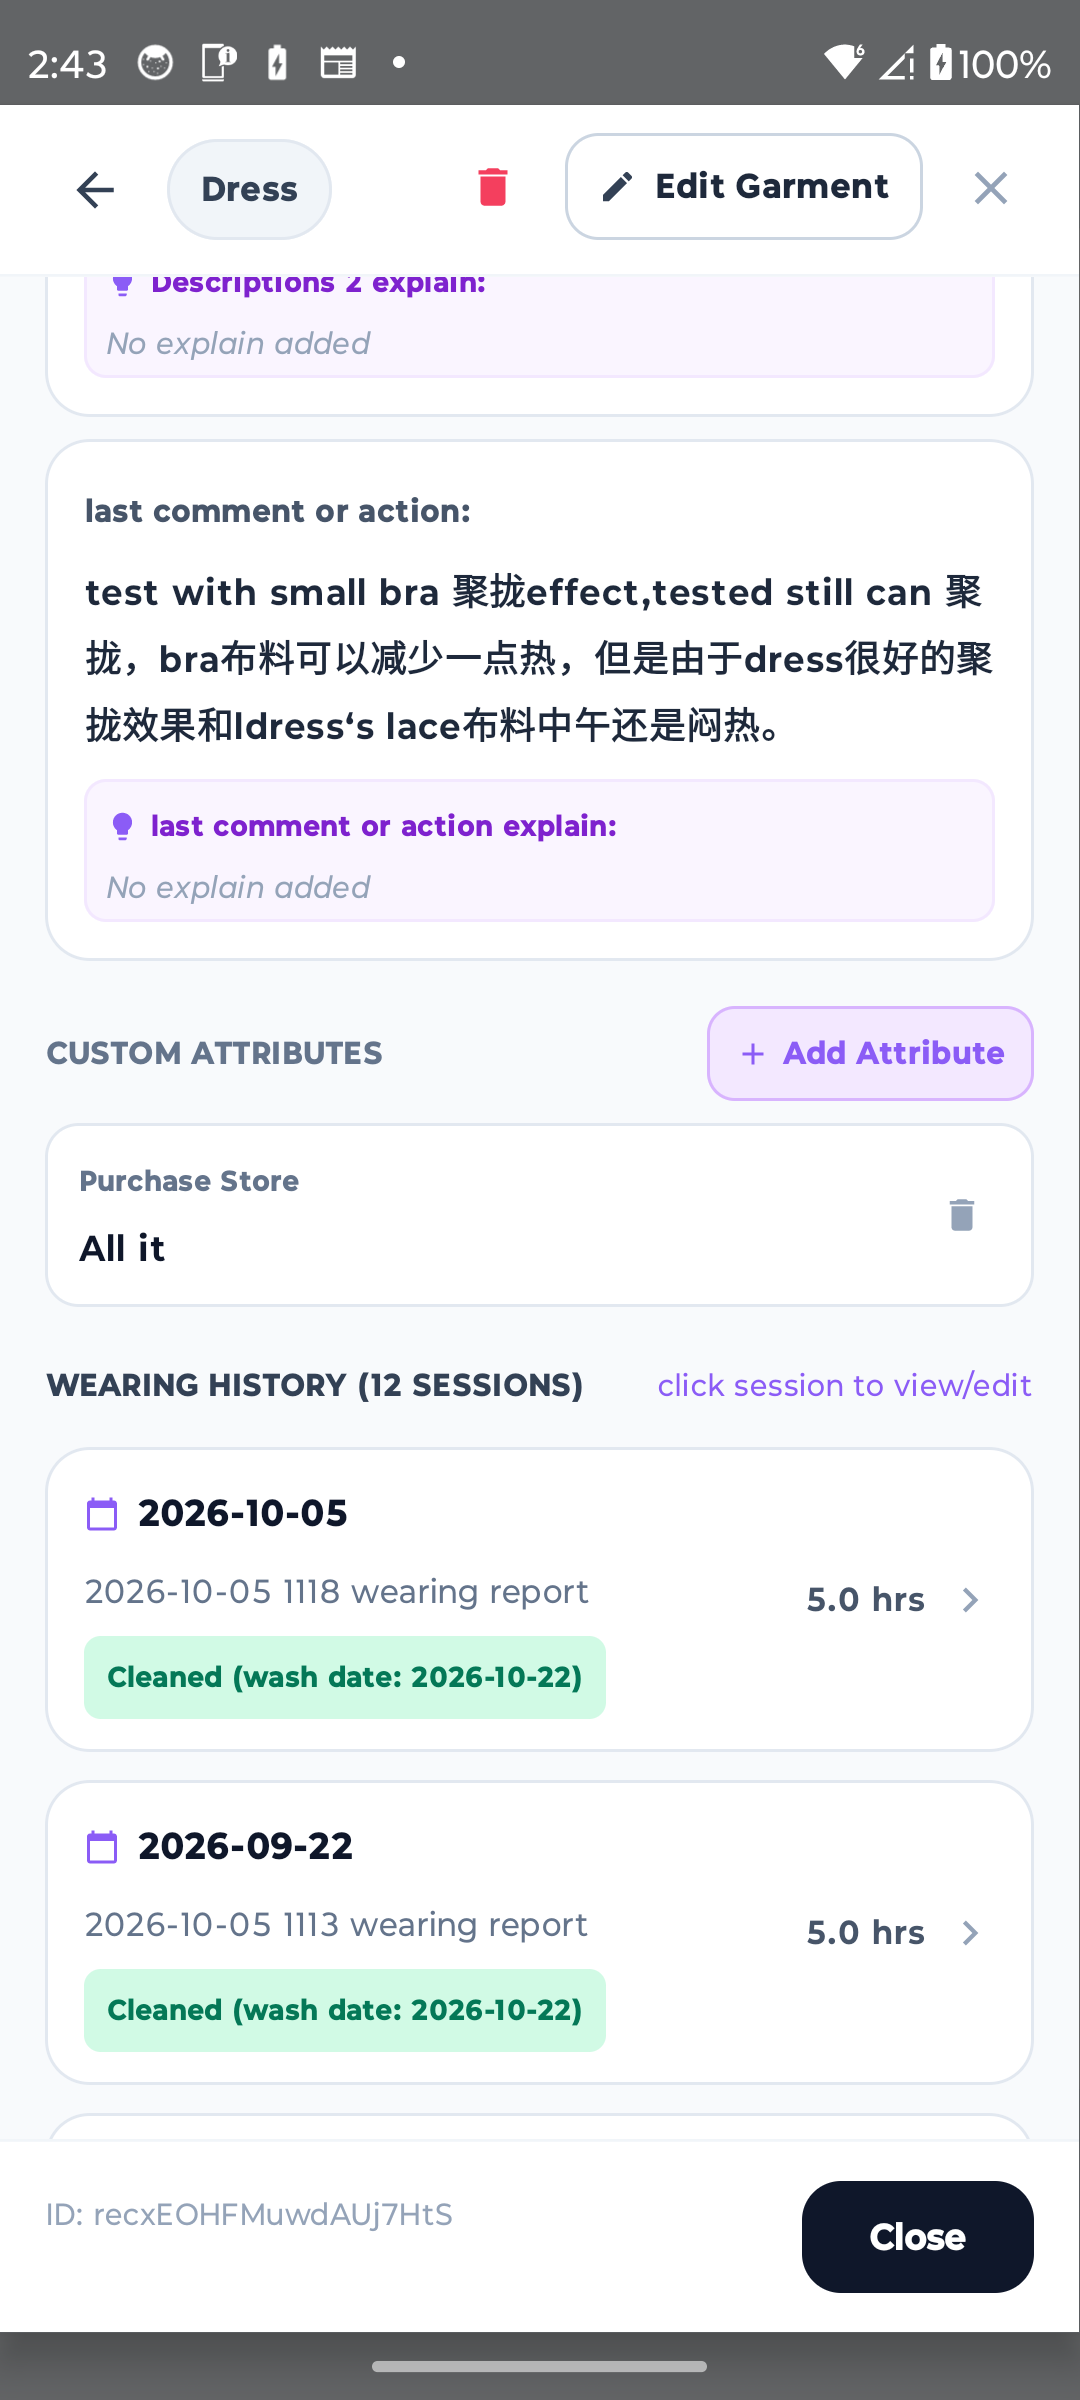 2:43
6
100%
Dress
Edit Garment
Descriptions 2 explain:
No explain added
last comment or action:
test with small bra 聚拢effect,tested still can 聚
拢，bra布料可以减少一点热，但是由于dress很好的聚
拢效果和ldress‘s lace布料中午还是闷热。
last comment or action explain:
No explain added
CUSTOM ATTRIBUTES
+ Add Attribute
Purchase Store
All it
WEARING HISTORY (12 SESSIONS)
click session to view/edit
2026-10-05
2026-10-05 1118 wearing report
5.0 hrs
Cleaned (wash date: 2026-10-22)
2026-09-22
2026-10-05 1113 wearing report
5.0 hrs
Cleaned (wash date: 2026-10-22)
ID: recxEOHFMuwdAUj7HtS
Close